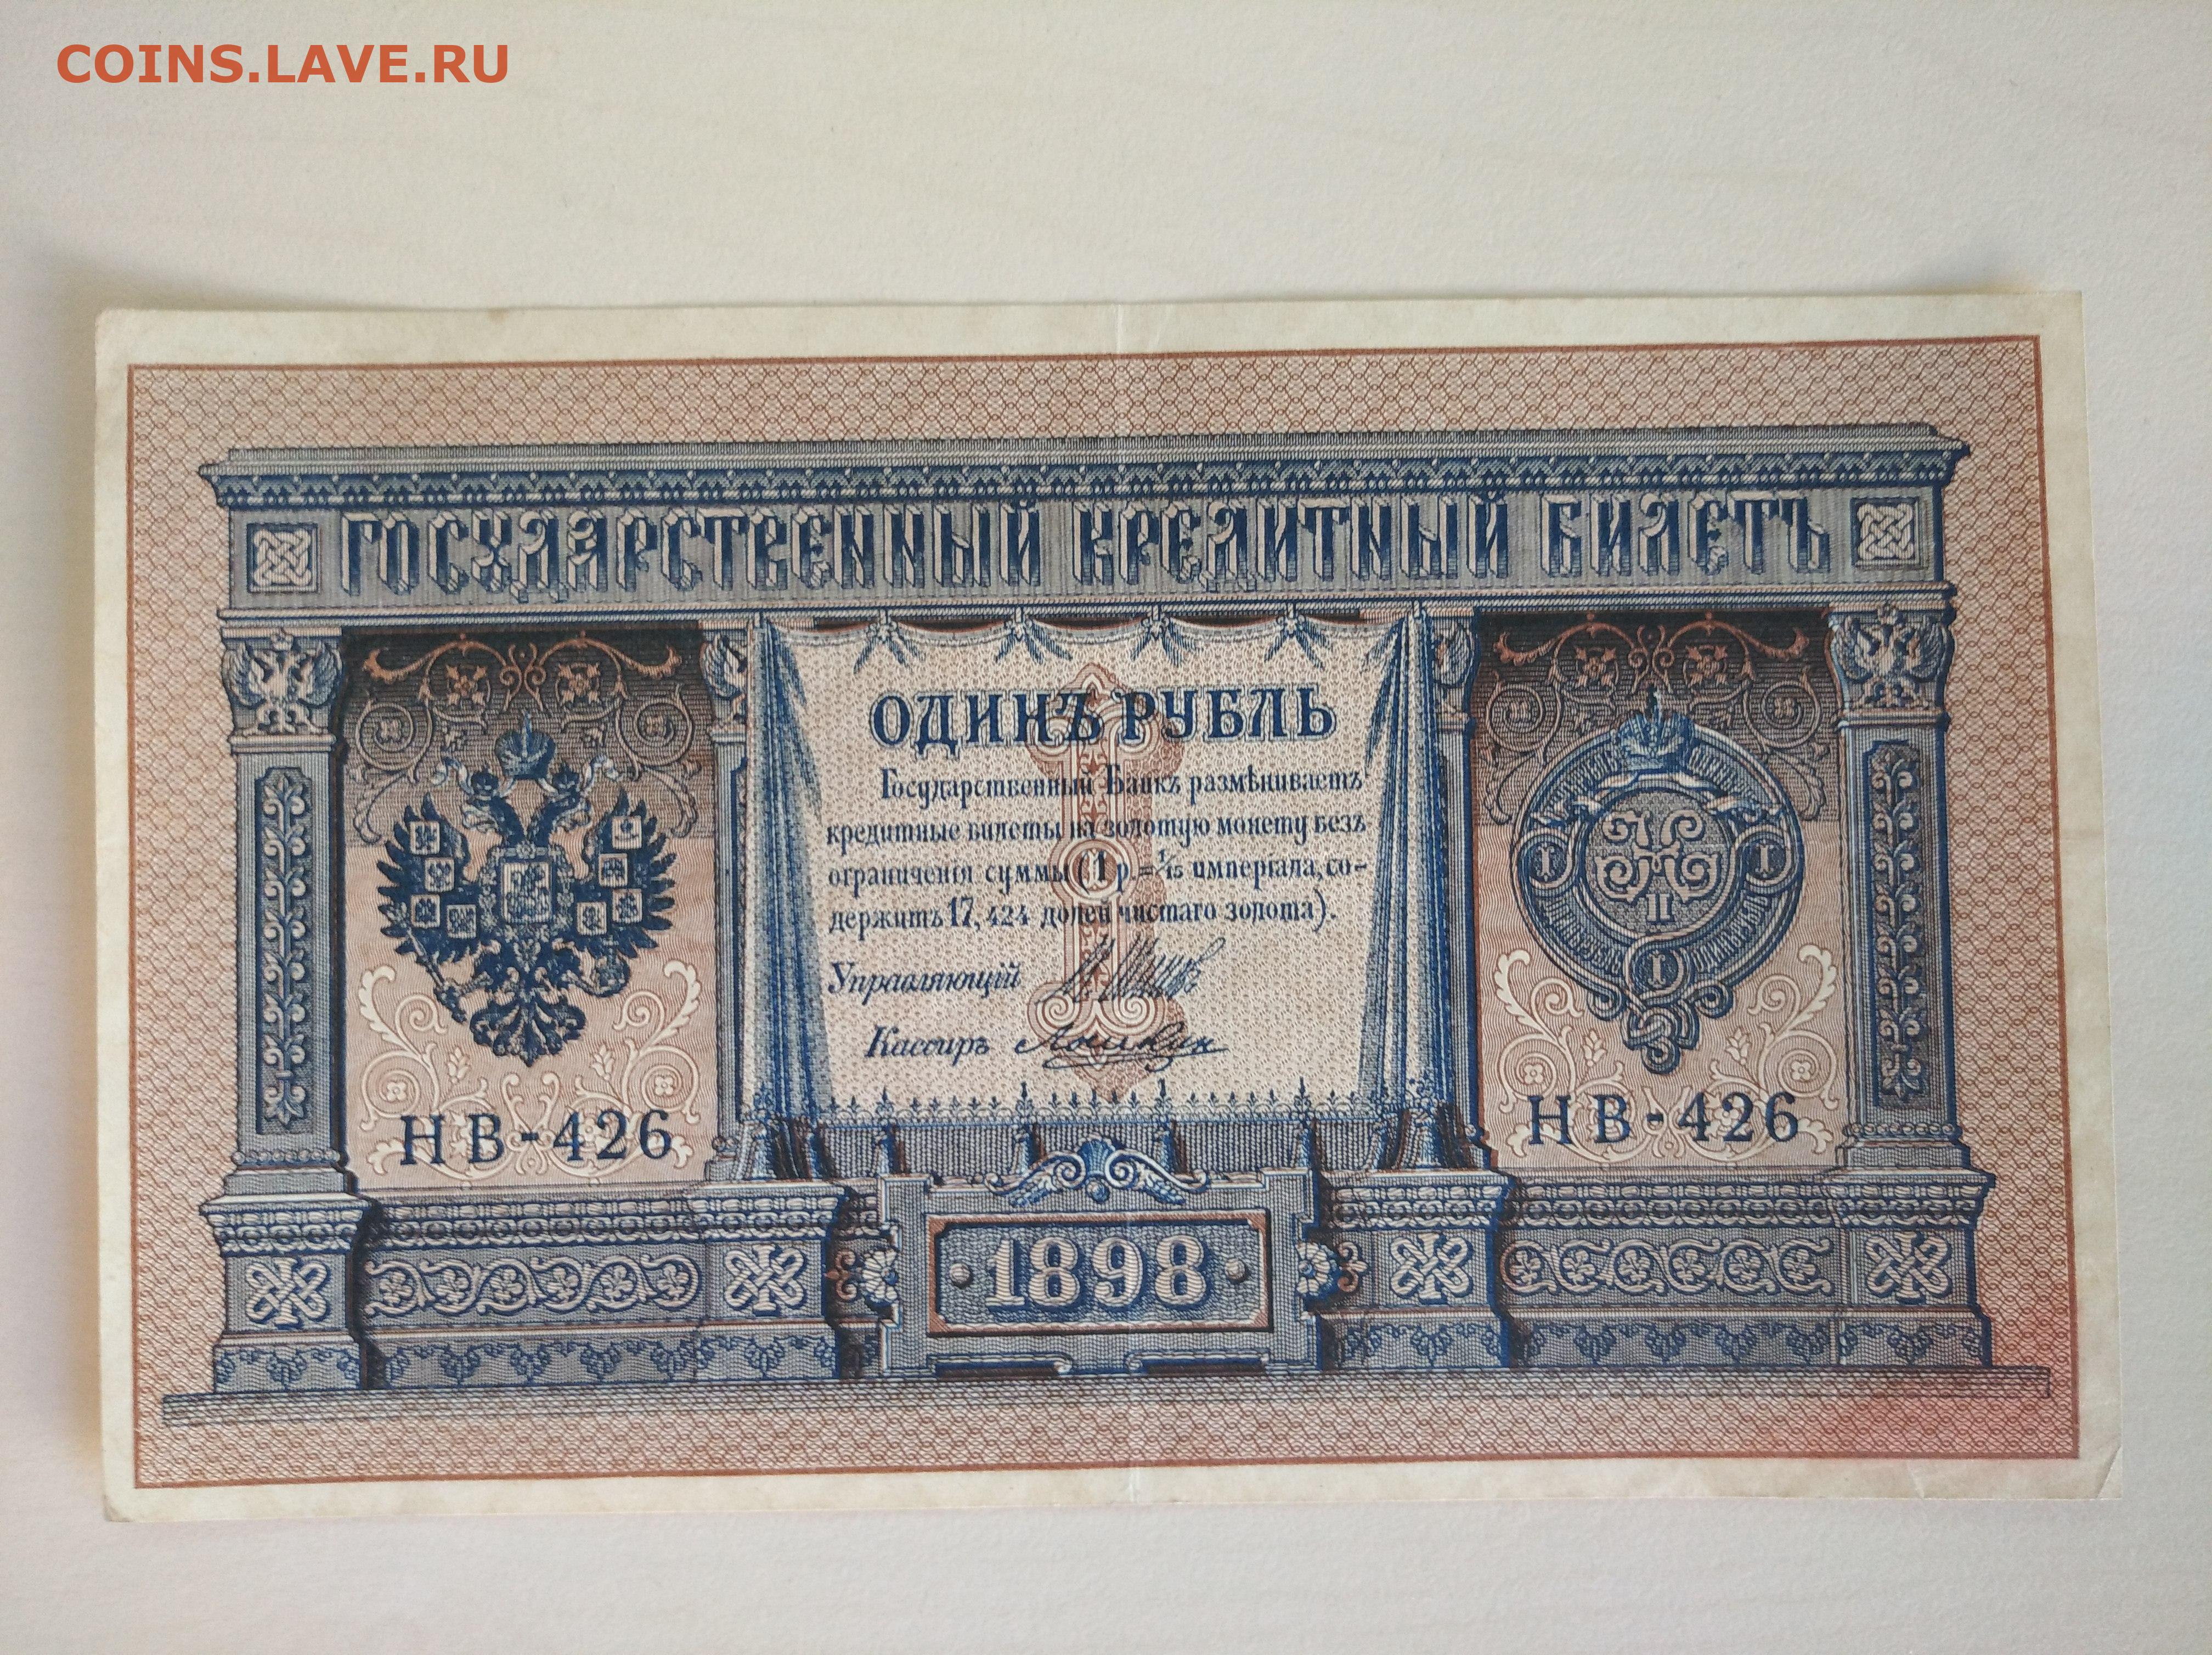 COINS.LAVE.RU
ГОСУДАРСТВЕННЫЙ КРЕДИТНЫЙ БИЛЕТЪ
ОДИНЪ РУБЛЬ
Государственный Банкъ размѣниваетъ
кредитные билеты на золотую монету безъ
ограниченія суммы (1 р.=1/15 имперіала, со-
держитъ 17,424 долей чистаго золота).
Управляющій
Кассиръ
I I
II
I
НВ-426 НВ-426
1898